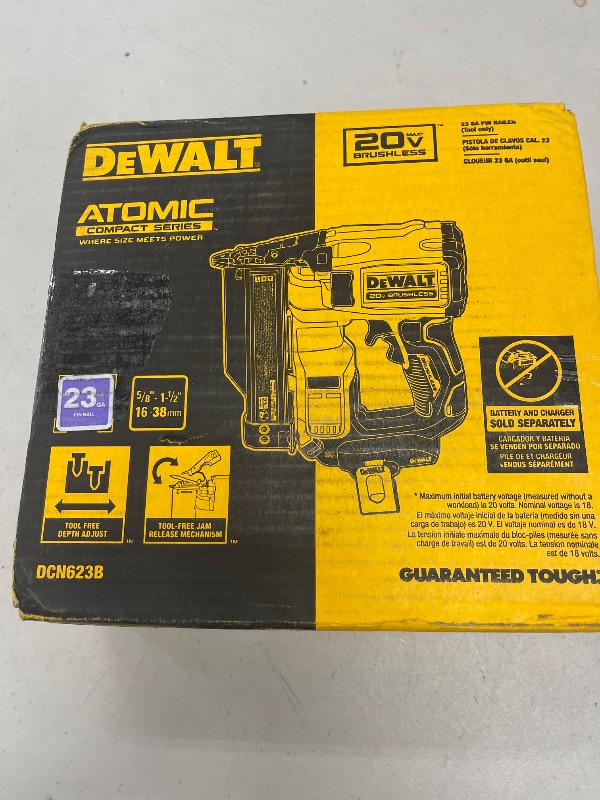 DEWALT
ATOMIC
COMPACT SERIES
WHERE SIZE MEETS POWER
20V MAX*
BRUSHLESS
23 GA PIN NAILER
(Tool only)
PISTOLA DE CLAVOS CAL. 23
(Sólo herramienta)
CLOUEUR 23 GA (outil seul)
DEWALT
20V BRUSHLESS
23 GA
PIN NAIL
5/8" - 1-1/2"
16-38mm
TOOL FREE
DEPTH ADJUST
TOOL-FREE JAM
RELEASE MECHANISM
DEWALT
BATTERY AND CHARGER
SOLD SEPARATELY
CARGADOR Y BATERÍA
SE VENDEN POR SEPARADO
PILE DE ET CHARGEUR
VENDUS SÉPARÉMENT
* Maximum initial battery voltage (measured without a
workload) is 20 volts. Nominal voltage is 18.
El máximo voltaje inicial de la batería (medido sin una
carga de trabajo) es 20 V. El voltaje nominal es de 18 V.
La tension initiale maximale du bloc-piles (mesurée sans
charge de travail) est de 20 volts. La tension nominale
est de 18 volts.
DCN623B
GUARANTEED TOUGH.